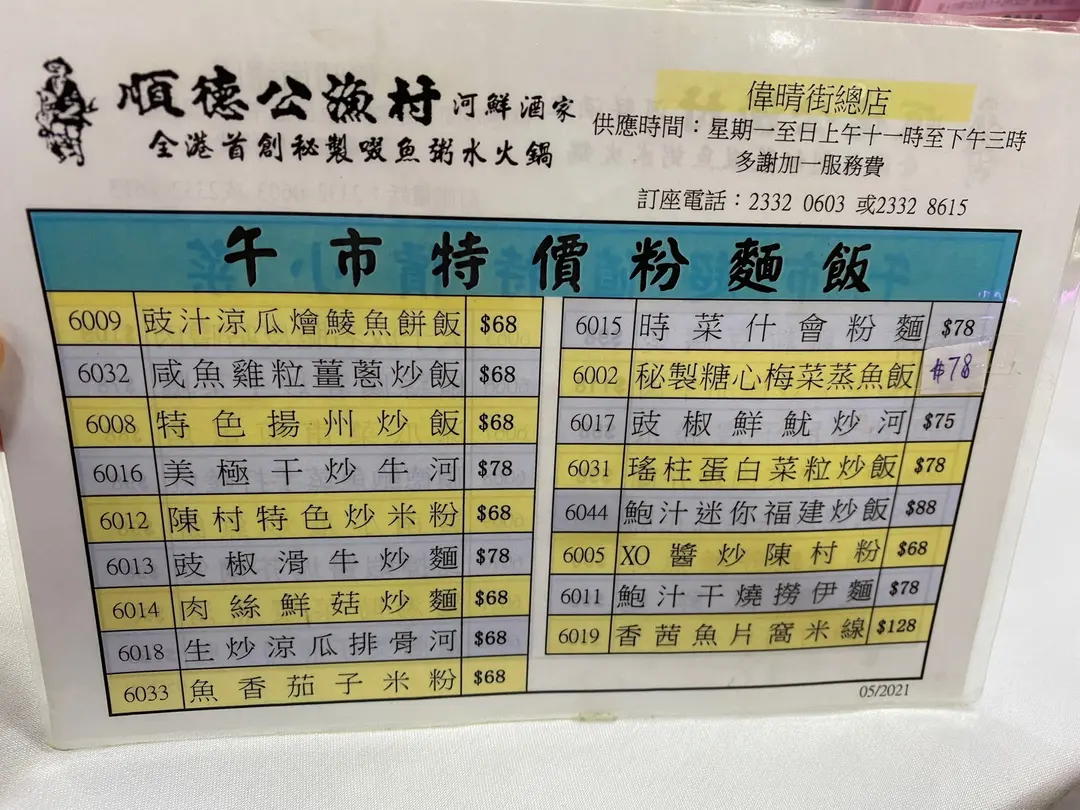 順德公漁村河鮮酒家
全港首創秘製啜魚粥水火鍋
偉晴街總店
供應時間：星期一至日上午十一時至下午三時
多謝加一服務費
訂座電話：2332 0603 或2332 8615
午市特價粉麵飯
6009 豉汁涼瓜燴鯪魚餅飯 $68
6032 咸魚雞粒薑蔥炒飯 $68
6008 特色揚州炒飯 $68
6016 美極干炒牛河 $78
6012 陳村特色炒米粉 $68
6013 豉椒滑牛炒麵 $78
6014 肉絲鮮菇炒麵 $68
6018 生炒涼瓜排骨河 $68
6033 魚香茄子米粉 $68
6015 時菜什會粉麵 $78
6002 秘製糖心梅菜蒸魚飯 $78
6017 豉椒鮮魷炒河 $75
6031 瑤柱蛋白菜粒炒飯 $78
6044 鮑汁迷你福建炒飯 $88
6005 XO醬炒陳村粉 $68
6011 鮑汁干燒撈伊麵 $78
6019 香茜魚片窩米線 $128
05/2021